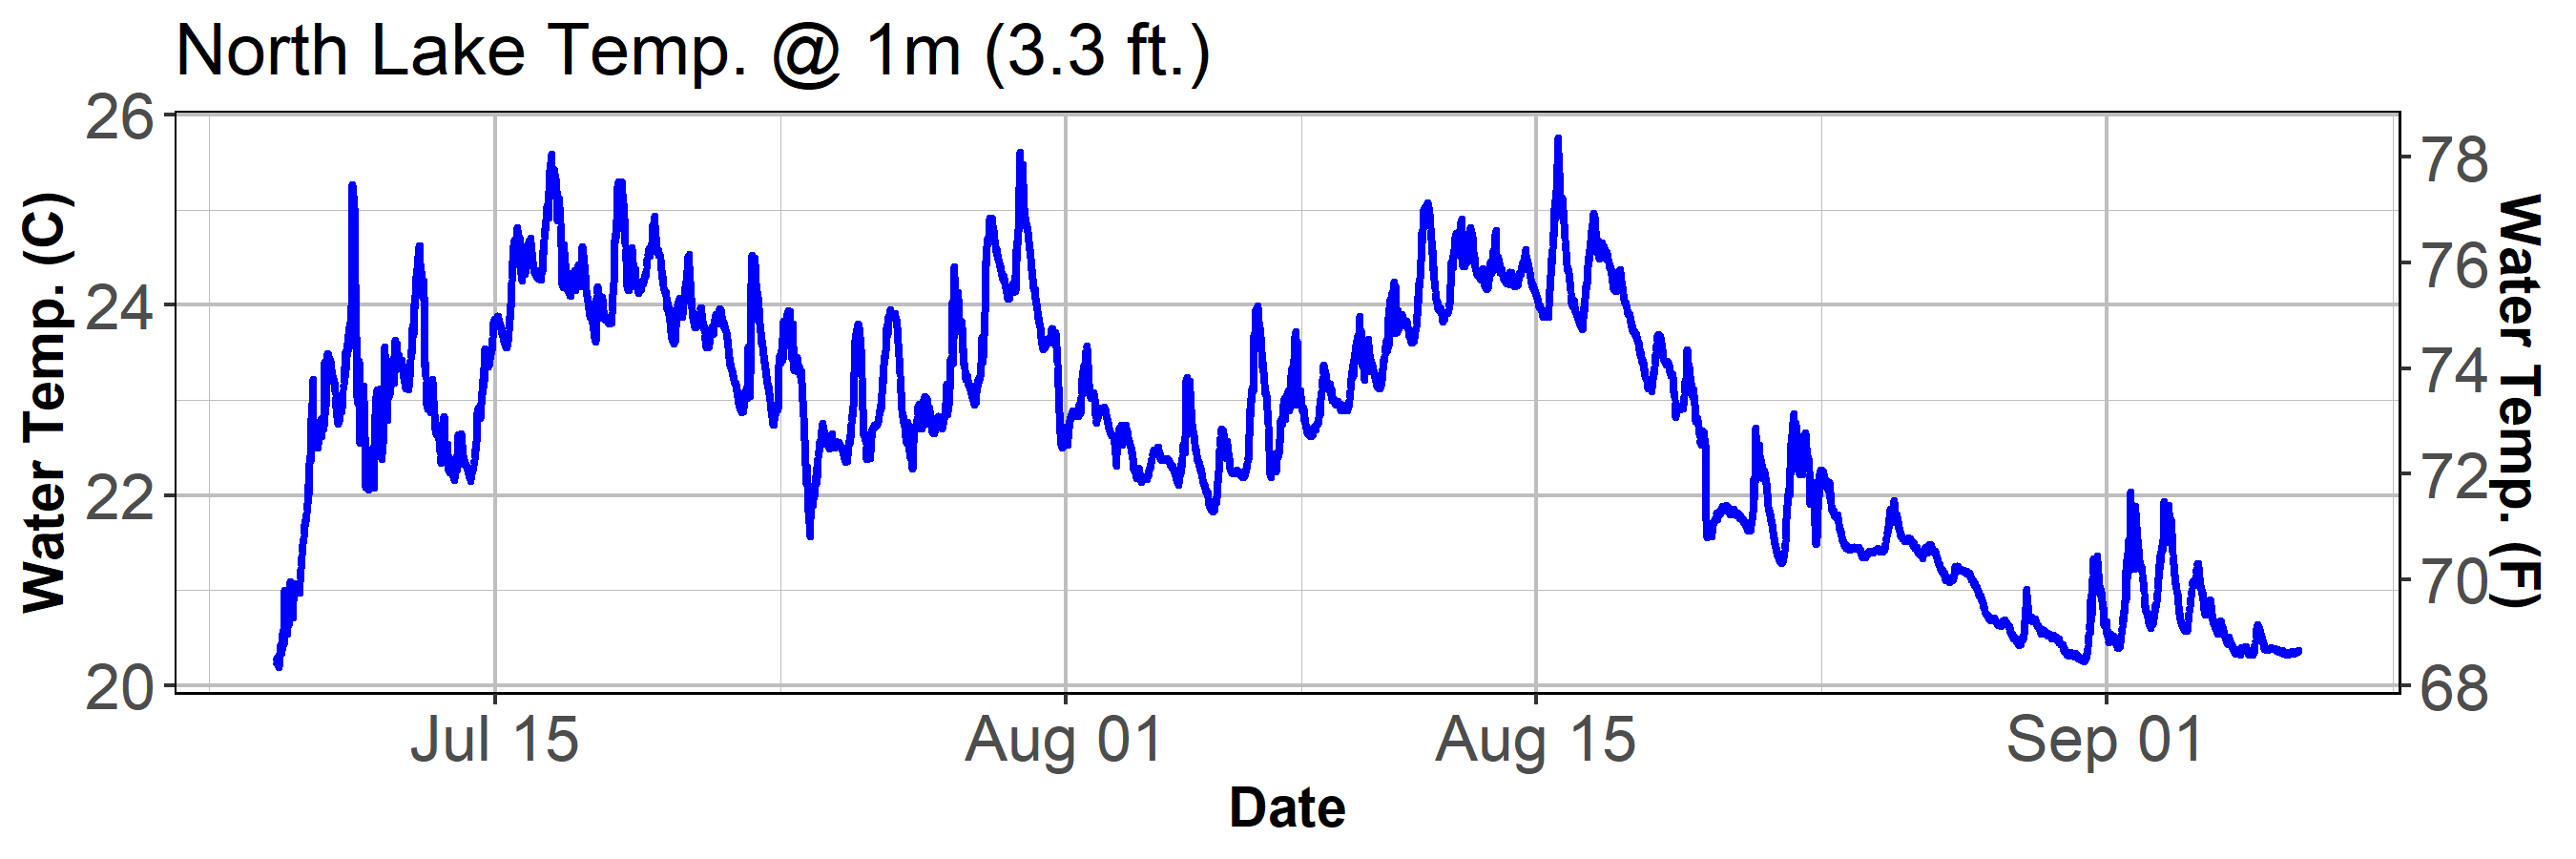 North Lake Temp. @ 1m (3.3 ft.)
Water Temp. (C)
26
24
22
20
78
76
74
72
70
68
Water Temp. (F)
Jul 15
Aug 01
Aug 15
Sep 01
Date